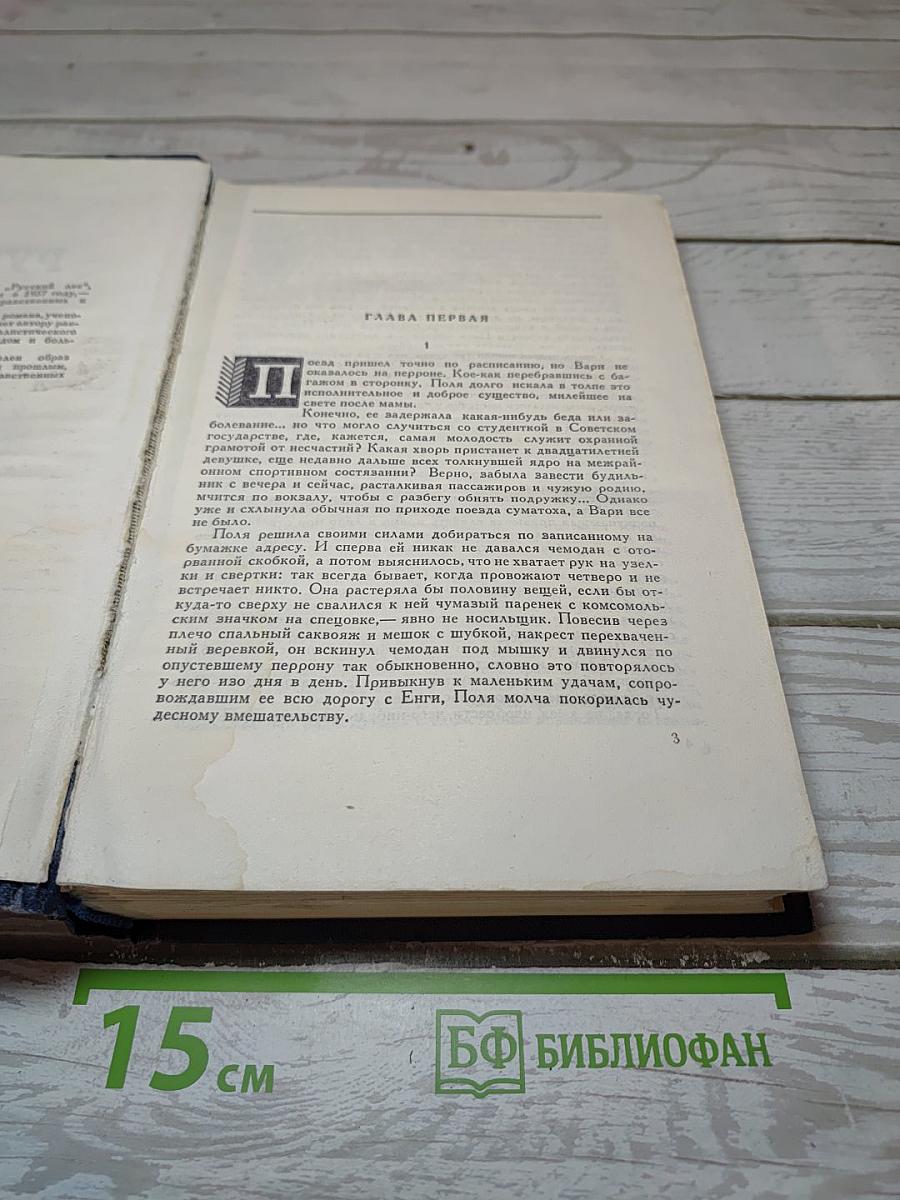 „Русский лес",
в 1957 году,—
романа, учено-
дом и боль-
образ
прошлым,
ГЛАВА ПЕРВАЯ
1
Поезд пришел точно по расписанию, но Вари не
оказалось на перроне. Кое-как перебравшись с ба-
гажом в сторонку, Поля долго искала в толпе это
исполнительное и доброе существо, милейшее на
свете после мамы.
Конечно, ее задержала какая-нибудь беда или за-
болевание... но что могло случиться со студенткой в Советском
государстве, где, кажется, самая молодость служит охранной
грамотой от несчастий? Какая хворь пристанет к двадцатилетней
девушке, еще недавно дальше всех толкнувшей ядро на межрай-
онном спортивном состязании? Верно, забыла завести будиль-
ник с вечера и сейчас, расталкивая пассажиров и чужую родню,
мчится по вокзалу, чтобы с разбегу обнять подружку... Однако
уже и схлынула обычная по приходе поезда суматоха, а Вари все
не было.
Поля решила своими силами добираться по записанному на
бумажке адресу. И сперва ей никак не давался чемодан с ото-
рванной скобкой, а потом выяснилось, что не хватает рук на узел-
ки и свертки: так всегда бывает, когда провожают четверо и не
встречает никто. Она растеряла бы половину вещей, если бы от-
куда-то сверху не свалился к ней чумазый паренек с комсомоль-
ским значком на спецовке,— явно не носильщик. Повесив через
плечо спальный саквояж и мешок с шубкой, накрест перехвачен-
ный веревкой, он вскинул чемодан под мышку и двинулся по
опустевшему перрону так обыкновенно, словно это повторялось
у него изо дня в день. Привыкнув к маленьким удачам, сопро-
вождавшим ее всю дорогу с Енги, Поля молча покорилась чу-
десному вмешательству.
3
15 см
БФ БИБЛИОФАН